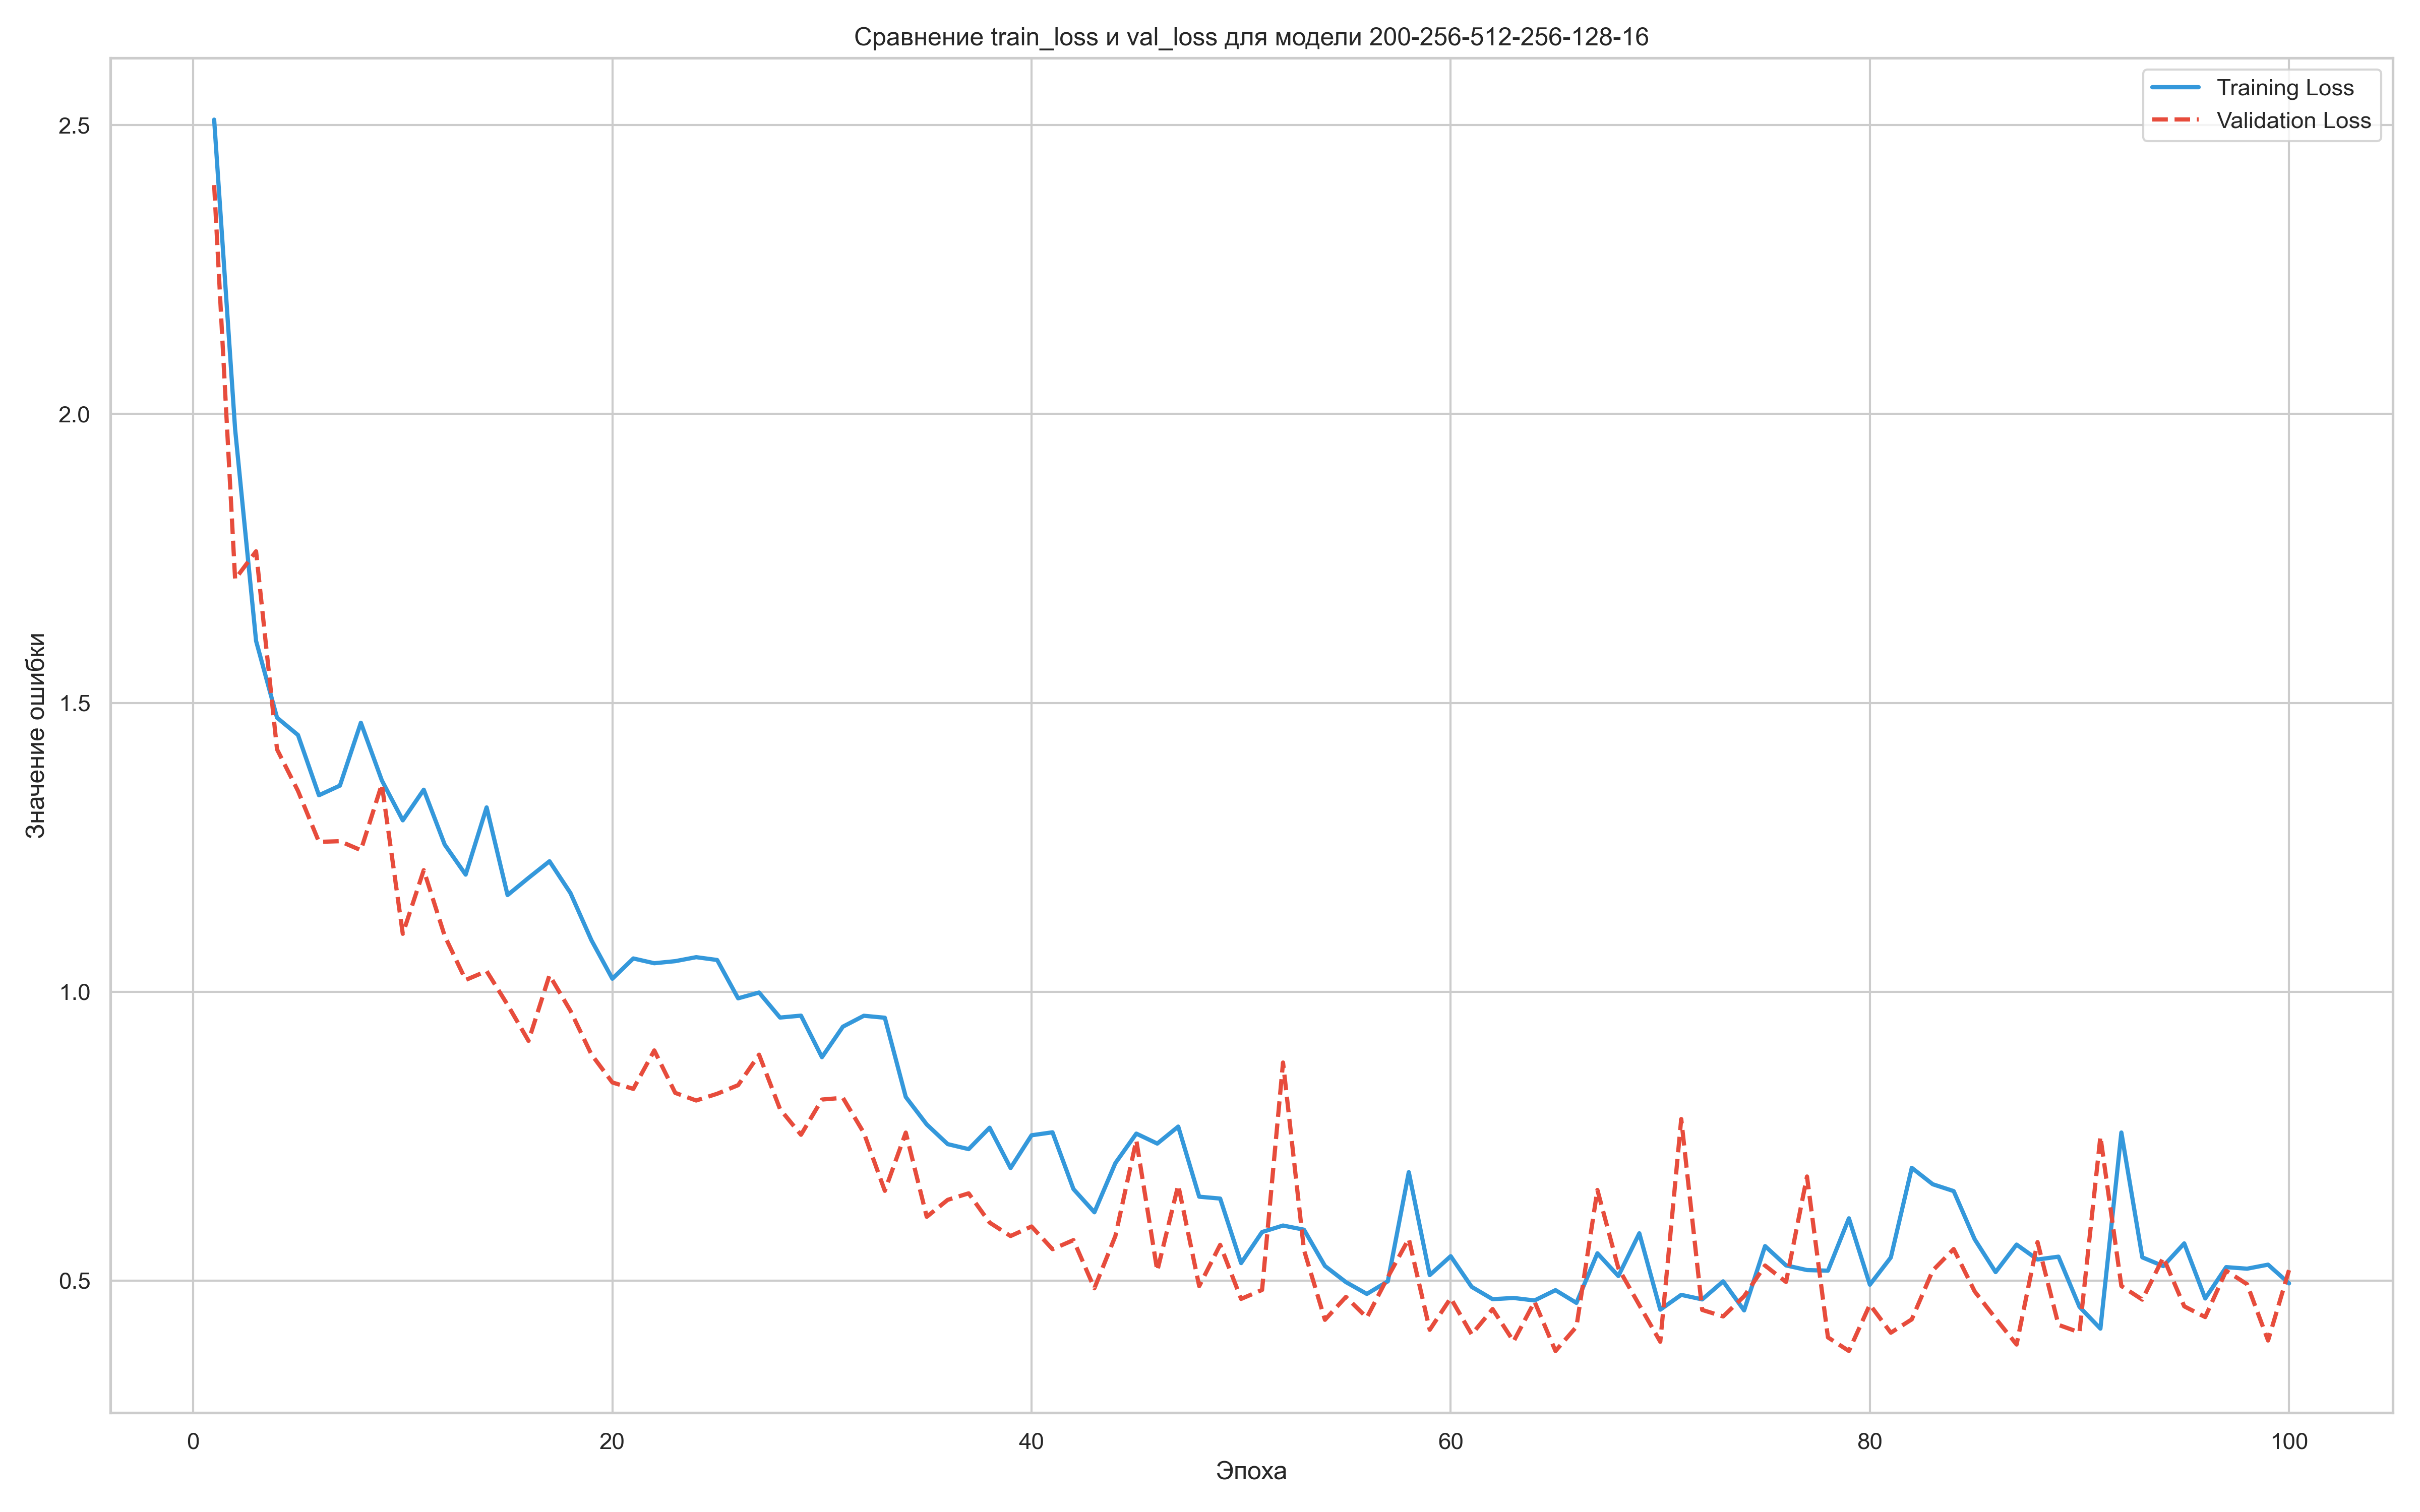 Сравнение train_loss и val_loss для модели 200-256-512-256-128-16
Training Loss
Validation Loss
2.5
2.0
1.5
1.0
0.5
Значение ошибки
0
20
40
60
80
100
Эпоха